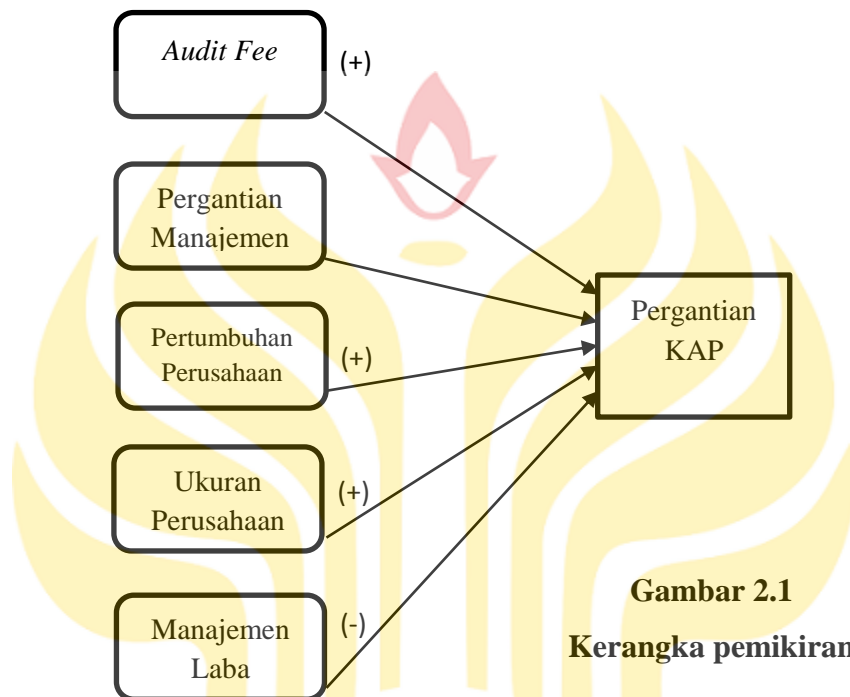 Audit Fee
(+)
Pergantian
Manajemen
Pertumbuhan
Perusahaan
(+)
Ukuran
Perusahaan
(+)
Manajemen
Laba
(-)
Pergantian
KAP
Gambar 2.1
Kerangka pemikiran